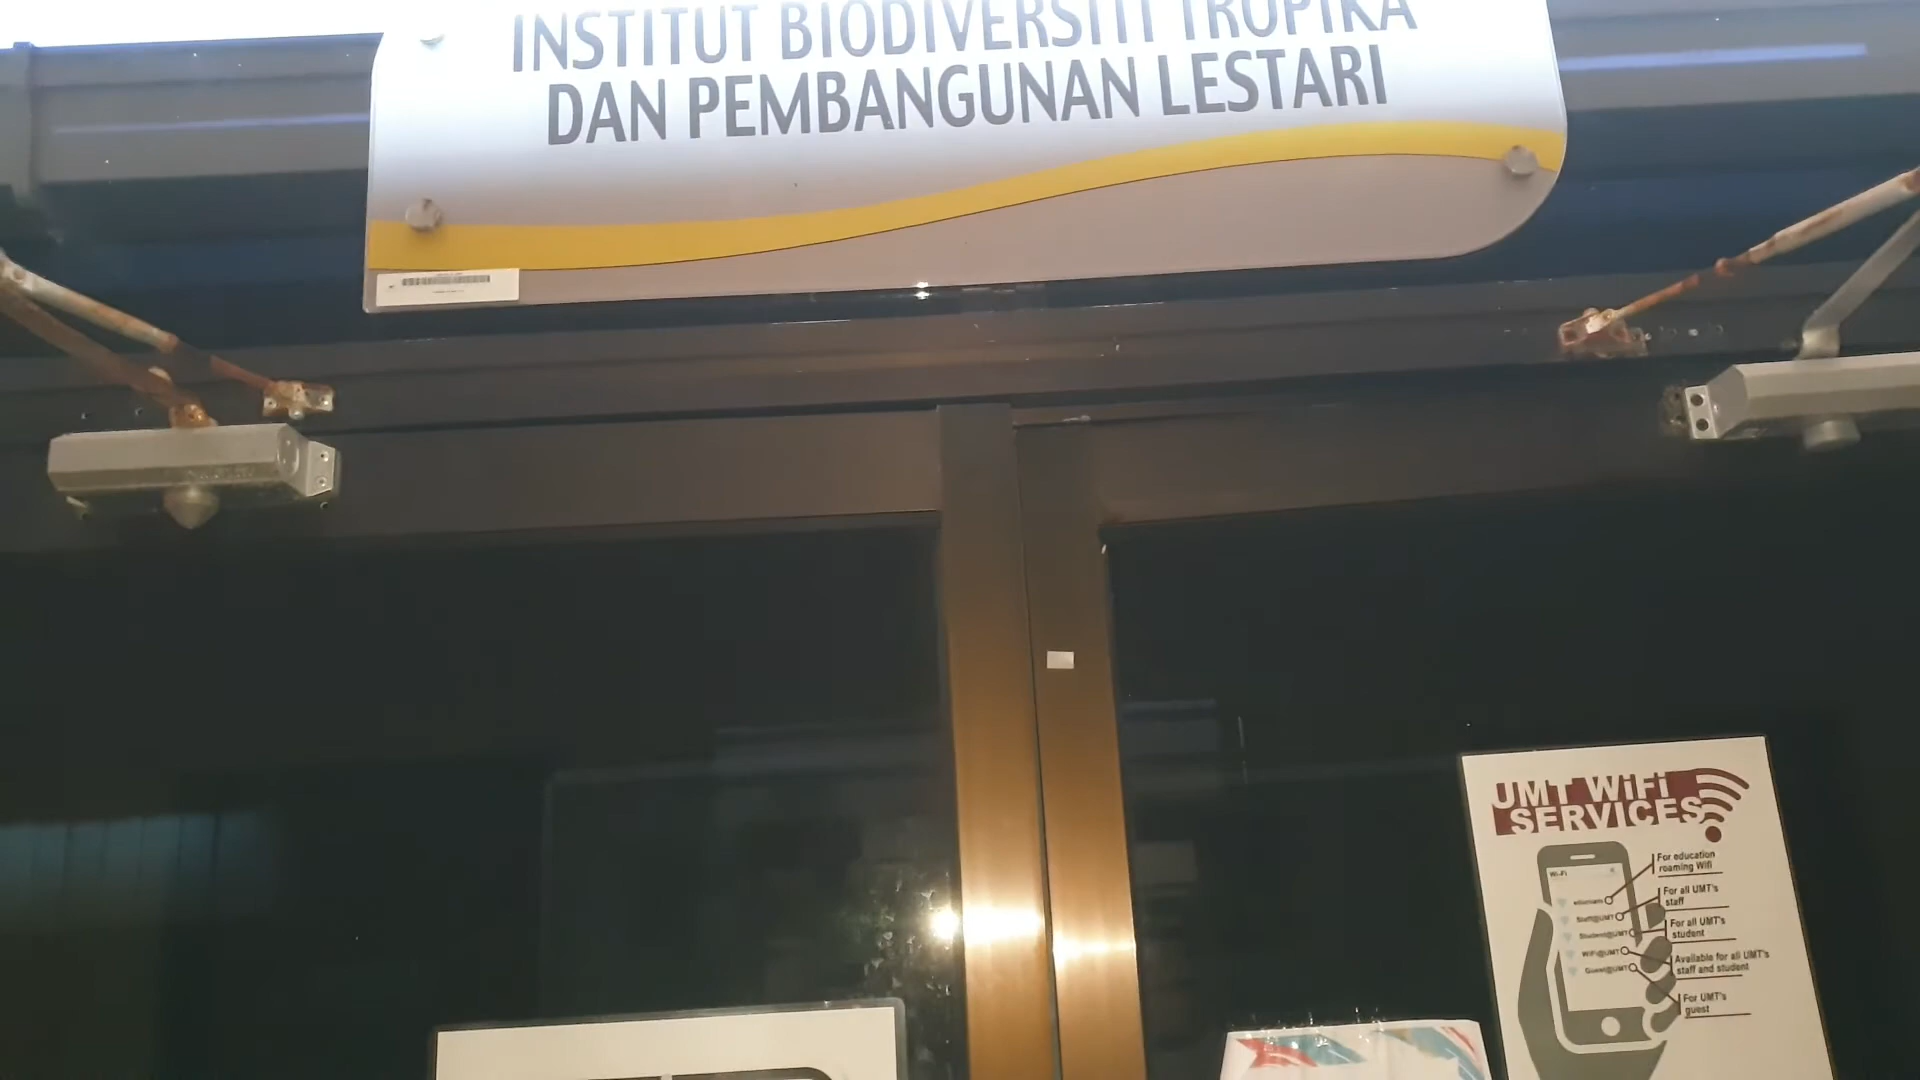 INSTITUT BIODIVERSITI TROPIKA
DAN PEMBANGUNAN LESTARI
UMT WiFi
SERVICES
For education
roaming Wifi
For all UMT's
staff
For all UMT's
student
Available for all UMT's
staff and student
For UMT's
guest
Wi-Fi
eduroam
Staff@UMT
Student@UMT
WiFi@UMT
Guest@UMT